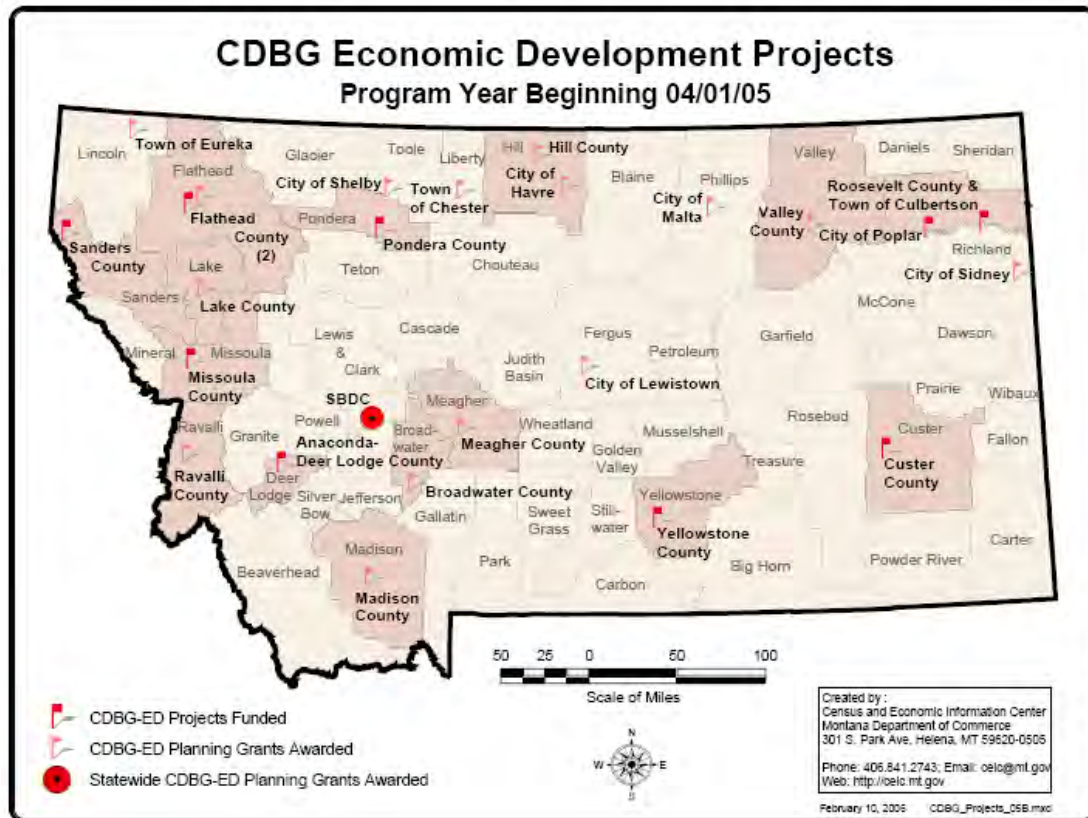 CDBG Economic Development Projects
Program Year Beginning 04/01/05
Lincoln
Town of Eureka
Flathead
Glacier
Toole
Liberty
Hill
Hill County
Blaine
Phillips
Valley
Daniels
Sheridan
City of Shelby
Town
of Chester
City of
Havre
City of
Malta
Roosevelt County &
Town of Culbertson
Flathead
County
(2)
Pondera
Pondera County
Valley
County
City of Poplar
Richland
City of Sidney
Sanders
County
Lake
Teton
Chouteau
Sanders
Lake County
McCone
Mineral
Missoula
Lewis
&
Clark
Cascade
Judith
Basin
Fergus
Petroleum
Garfield
Dawson
Missoula
County
City of Lewistown
Prairie
Wibaux
SBDC
Meagher
Ravalli
Granite
Powell
Broad-
water
Wheatland
Musselshell
Rosebud
Custer
Fallon
Anaconda-
Deer Lodge County
Meagher County
Golden
Valley
Treasure
Custer
County
Ravalli
County
Deer
Lodge
Silver
Bow
Jefferson
Broadwater County
Gallatin
Sweet
Grass
Still-
water
Yellowstone
Yellowstone
County
Madison
Beaverhead
Madison
County
Park
Carbon
Big Horn
Powder River
Carter
50 25 0 50 100
Scale of Miles
CDBG-ED Projects Funded
CDBG-ED Planning Grants Awarded
Statewide CDBG-ED Planning Grants Awarded
N
W
E
S
Created by :
Census and Economic Information Center
Montana Department of Commerce
301 S. Park Ave, Helena, MT 59620-0505
Phone: 406.841.2743; Email: ceic@mt.gov
Web: http://ceic.mt.gov
February 10, 2006 CDBG_Projects_05B.mxd